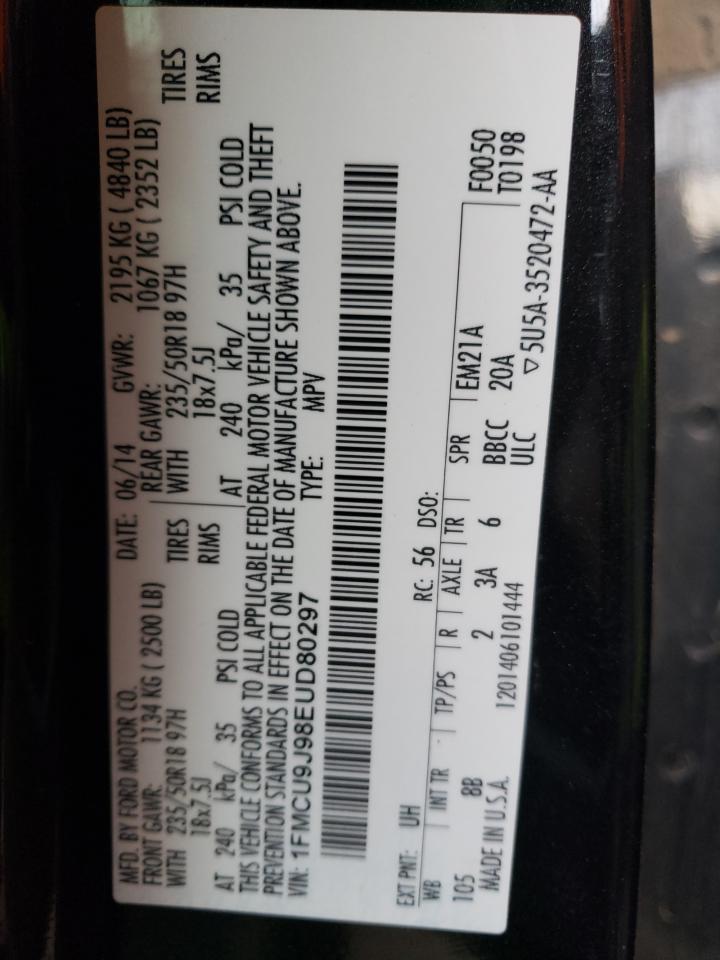 MFD. BY FORD MOTOR CO. DATE: 06/14 GVWR: 2195 KG ( 4840 LB)
FRONT GAWR: 1134 KG ( 2500 LB) REAR GAWR: 1067 KG ( 2352 LB)
WITH 235/50R18 97H TIRES WITH 235/50R18 97H TIRES
18x7.5J RIMS 18x7.5J RIMS
AT 240 kPa/ 35 PSI COLD AT 240 kPa/ 35 PSI COLD
THIS VEHICLE CONFORMS TO ALL APPLICABLE FEDERAL MOTOR VEHICLE SAFETY AND THEFT
PREVENTION STANDARDS IN EFFECT ON THE DATE OF MANUFACTURE SHOWN ABOVE.
VIN: 1FMCU9J98EUD80297 TYPE: MPV
EXT PNT: UH RC: 56 DSO:
WB INT TR TP/PS R AXLE TR SPR EM21A F0050
105 8B 2 3A 6 BBCC 20A T0198
MADE IN U.S.A. 1201406101444 ULC ▽ 5U5A-3520472-AA